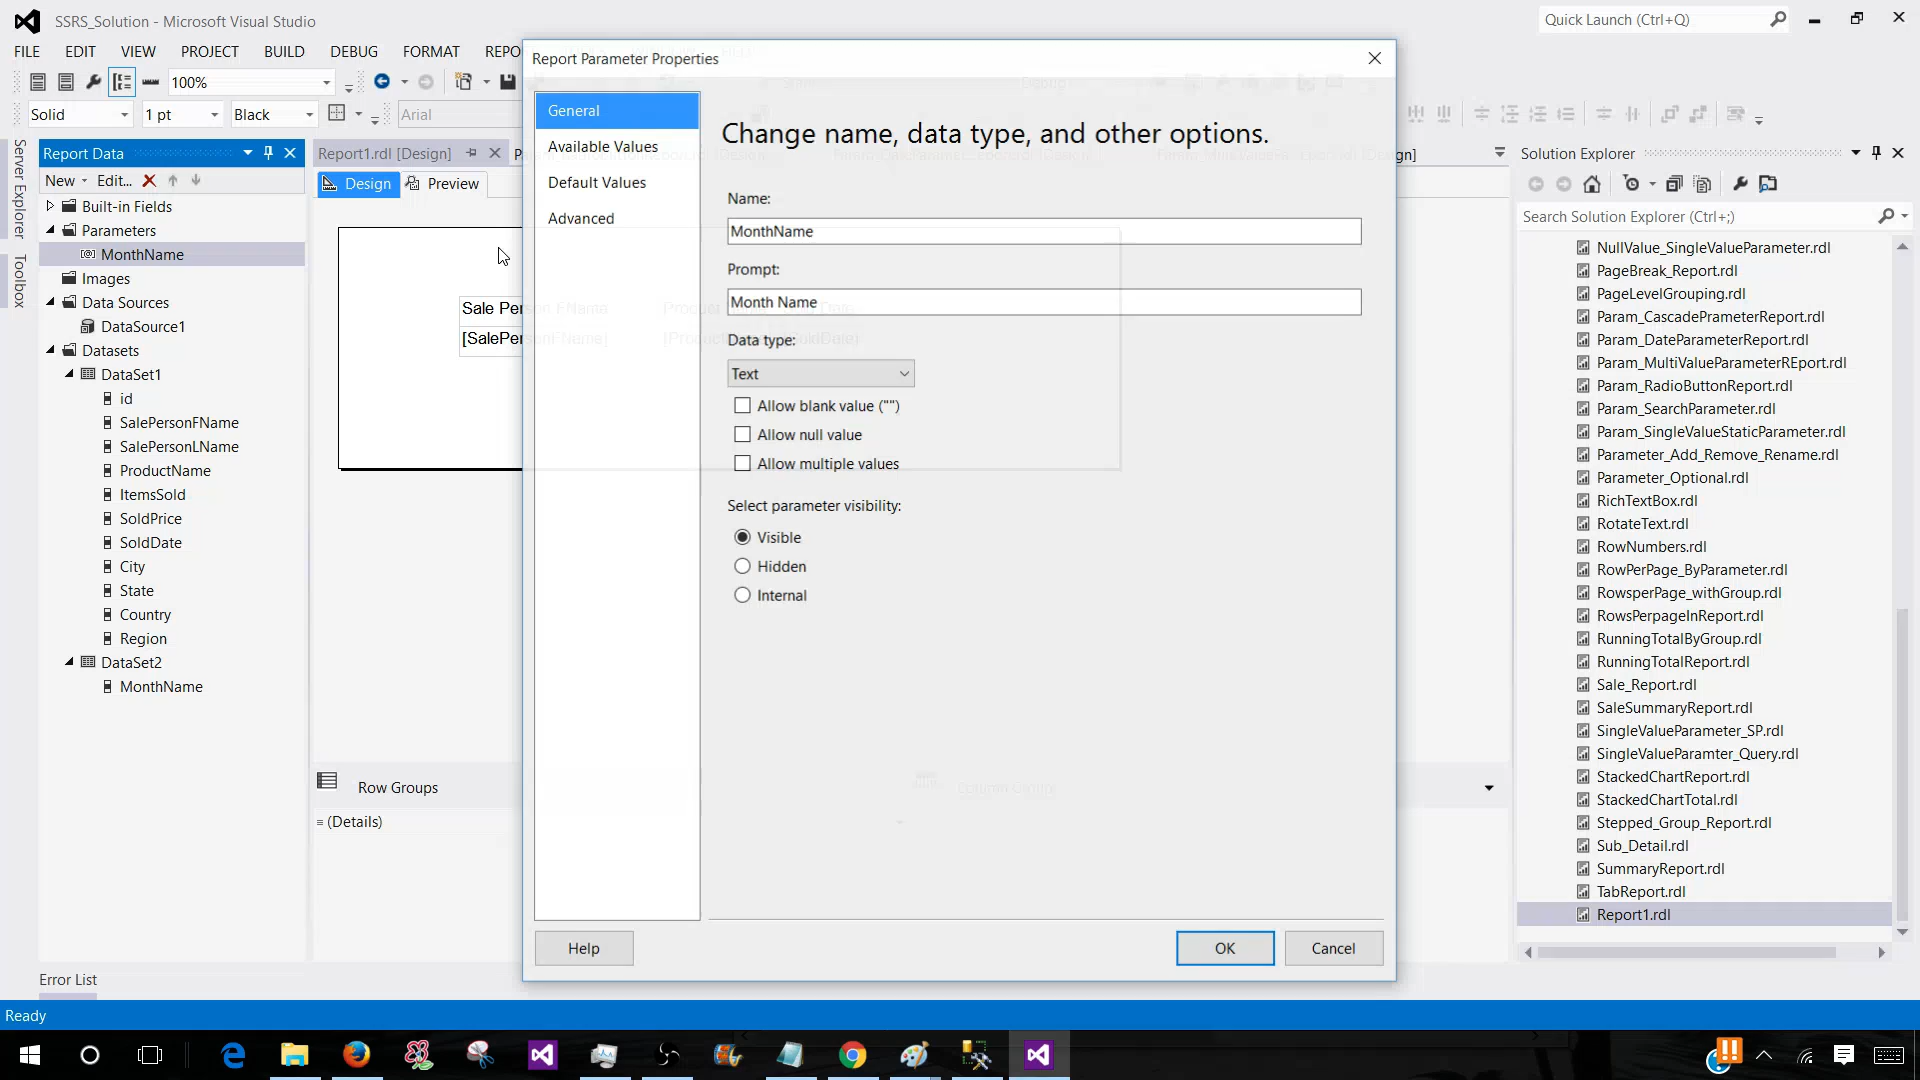 SSRS_Solution - Microsoft Visual Studio
Quick Launch (Ctrl+Q)
FILE EDIT VIEW PROJECT BUILD DEBUG FORMAT REPO
100%
Solid 1 pt Black Arial
Server Explorer
Toolbox
Report Data
New Edit...
Built-in Fields
Parameters
MonthName
Images
Data Sources
DataSource1
Datasets
DataSet1
id
SalePersonFName
SalePersonLName
ProductName
ItemsSold
SoldPrice
SoldDate
City
State
Country
Region
DataSet2
MonthName
Report1.rdl [Design]
Design Preview
Sale Person FName
[SalePersonFName]
Row Groups
(Details)
Report Parameter Properties
General
Available Values
Default Values
Advanced
Change name, data type, and other options.
Name:
MonthName
Prompt:
Month Name
Data type:
Text
Allow blank value ("")
Allow null value
Allow multiple values
Select parameter visibility:
Visible
Hidden
Internal
Help
OK
Cancel
Solution Explorer
Search Solution Explorer (Ctrl+;)
NullValue_SingleValueParameter.rdl
PageBreak_Report.rdl
PageLevelGrouping.rdl
Param_CascadePrameterReport.rdl
Param_DateParameterReport.rdl
Param_MultiValueParameterREport.rdl
Param_RadioButtonReport.rdl
Param_SearchParameter.rdl
Param_SingleValueStaticParameter.rdl
Parameter_Add_Remove_Rename.rdl
Parameter_Optional.rdl
RichTextBox.rdl
RotateText.rdl
RowNumbers.rdl
RowPerPage_ByParameter.rdl
RowsperPage_withGroup.rdl
RowsPerpageInReport.rdl
RunningTotalByGroup.rdl
RunningTotalReport.rdl
Sale_Report.rdl
SaleSummaryReport.rdl
SingleValueParameter_SP.rdl
SingleValueParamter_Query.rdl
StackedChartReport.rdl
StackedChartTotal.rdl
Stepped_Group_Report.rdl
Sub_Detail.rdl
SummaryReport.rdl
TabReport.rdl
Report1.rdl
Error List
Ready